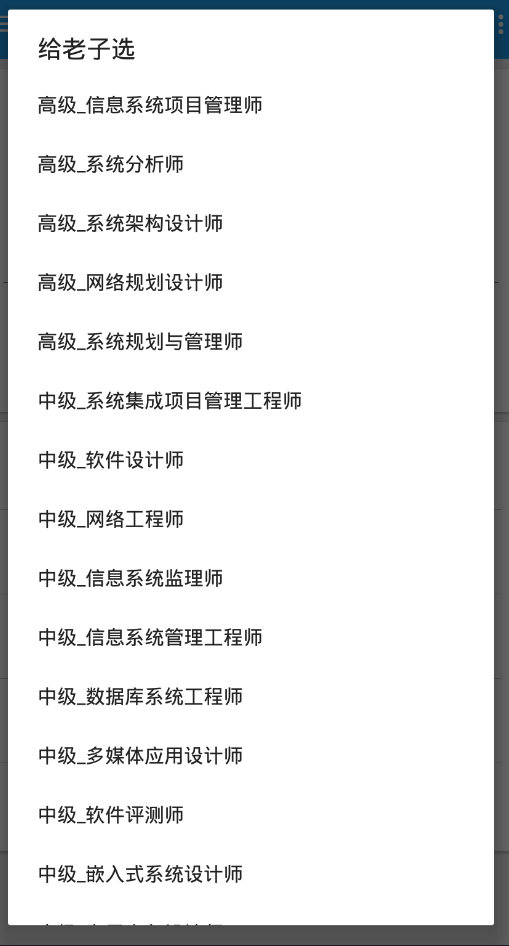 给老子选
高级_信息系统项目管理师
高级_系统分析师
高级_系统架构设计师
高级_网络规划设计师
高级_系统规划与管理师
中级_系统集成项目管理工程师
中级_软件设计师
中级_网络工程师
中级_信息系统监理师
中级_信息系统管理工程师
中级_数据库系统工程师
中级_多媒体应用设计师
中级_软件评测师
中级_嵌入式系统设计师